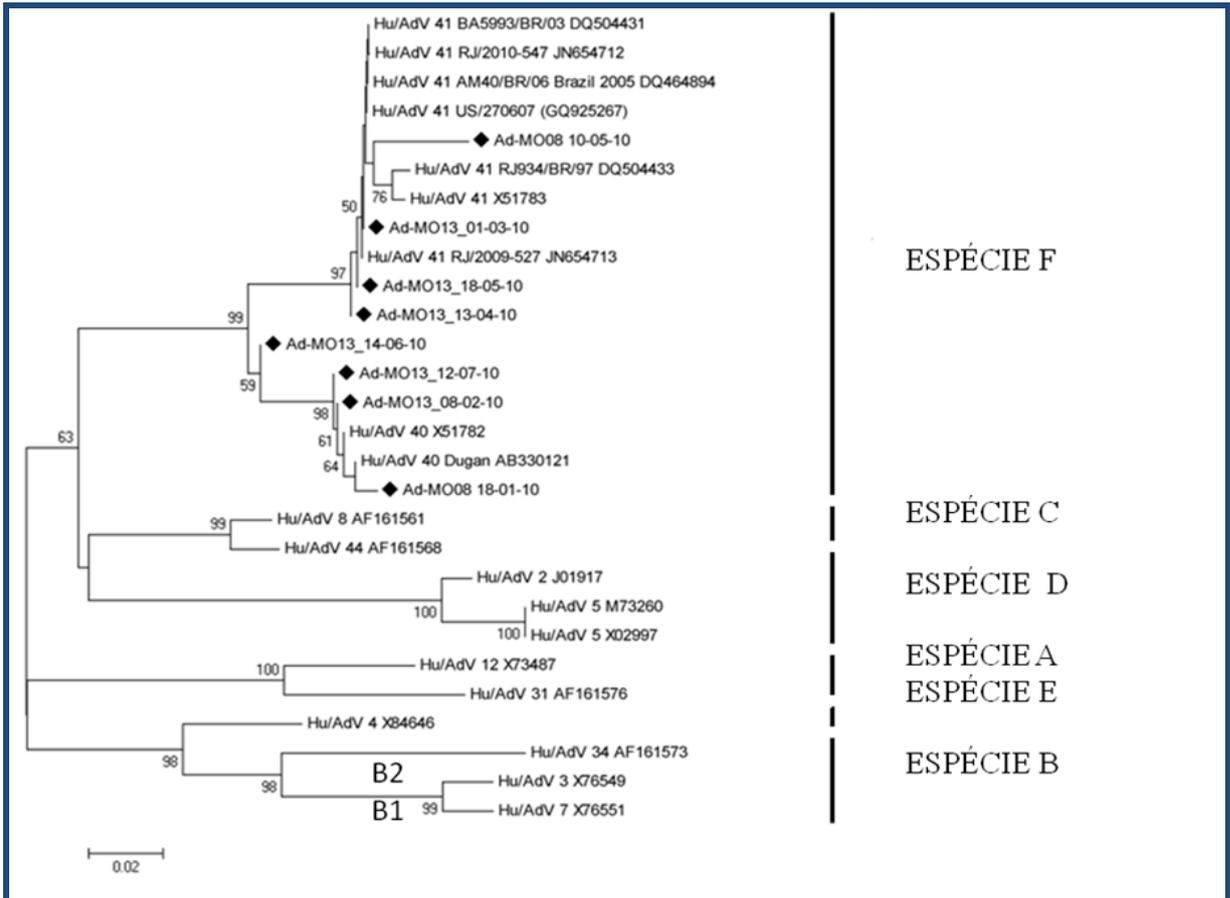 Hu/AdV 41 BA5993/BR/03 DQ504431
Hu/AdV 41 RJ/2010-547 JN654712
Hu/AdV 41 AM40/BR/06 Brazil 2005 DQ464894
Hu/AdV 41 US/270607 (GQ925267)
Ad-MO08 10-05-10
Hu/AdV 41 RJ934/BR/97 DQ504433
76
Hu/AdV 41 X51783
50
Ad-MO13_01-03-10
Hu/AdV 41 RJ/2009-527 JN654713
ESPÉCIE F
97
Ad-MO13_18-05-10
99
Ad-MO13_13-04-10
Ad-MO13_14-06-10
59
Ad-MO13_12-07-10
98
Ad-MO13_08-02-10
61
Hu/AdV 40 X51782
63
64
Hu/AdV 40 Dugan AB330121
Ad-MO08 18-01-10
99
Hu/AdV 8 AF161561
ESPÉCIE C
Hu/AdV 44 AF161568
Hu/AdV 2 J01917
ESPÉCIE D
100
Hu/AdV 5 M73260
100
Hu/AdV 5 X02997
100
Hu/AdV 12 X73487
ESPÉCIE A
Hu/AdV 31 AF161576
ESPÉCIE E
Hu/AdV 4 X84646
98
Hu/AdV 34 AF161573
ESPÉCIE B
98
B2
Hu/AdV 3 X76549
B1
99
Hu/AdV 7 X76551
0.02